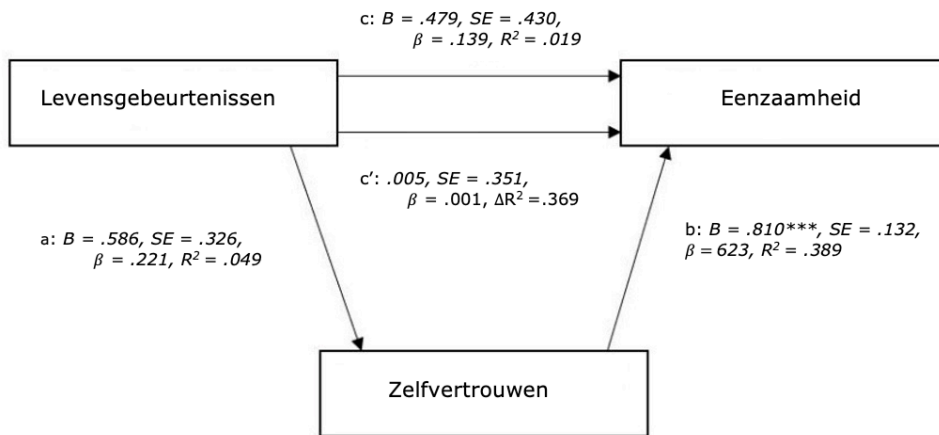 c: B = .479, SE = .430,
β = .139, R² = .019
Levensgebeurtenissen
Eenzaamheid
c': .005, SE = .351,
β = .001, ΔR² =.369
a: B = .586, SE = .326,
β = .221, R² = .049
b: B = .810***, SE = .132,
β = 623, R² = .389
Zelfvertrouwen